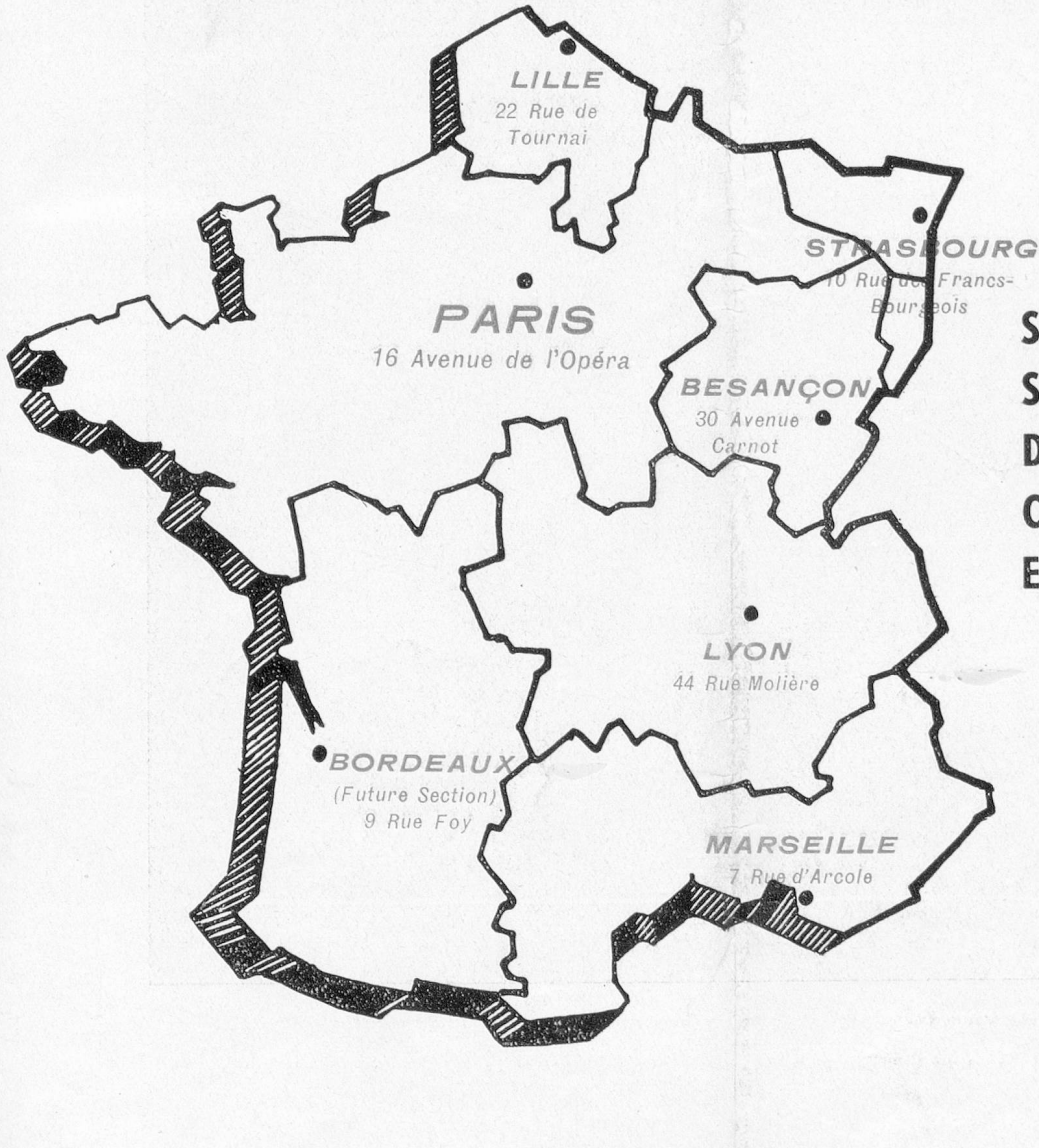 LILLE
22 Rue de
Tournai
STRASBOURG
10 Rue des Francs-
Bourgeois
PARIS
16 Avenue de l'Opéra
BESANÇON
30 Avenue
Carnot
LYON
44 Rue Molière
BORDEAUX
(Future Section)
9 Rue Foy
MARSEILLE
7 Rue d'Arcole
S
S
D
O
E